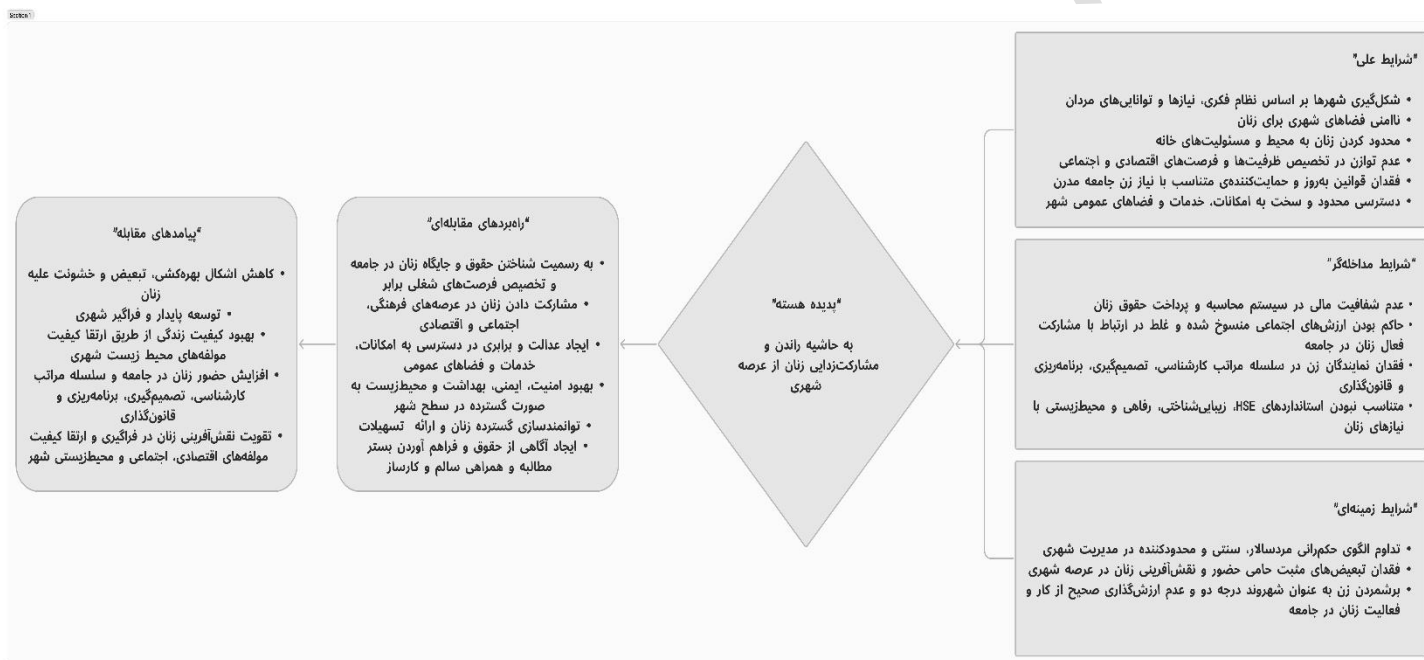 Section 1
"شرایط علی"
• شکل‌گیری شهرها بر اساس نظام فکری، نیازها و توانایی‌های مردان
• ناامنی فضاهای شهری برای زنان
• محدود کردن زنان به محیط و مسئولیت‌های خانه
• عدم توازن در تخصیص ظرفیت‌ها و فرصت‌های اقتصادی و اجتماعی
• فقدان قوانین به‌روز و حمایت‌کننده‌ی متناسب با نیاز زن جامعه مدرن
• دسترسی محدود و سخت به امکانات، خدمات و فضاهای عمومی شهر
"شرایط مداخله‌گر"
• عدم شفافیت مالی در سیستم محاسبه و پرداخت حقوق زنان
• حاکم بودن ارزش‌های اجتماعی منسوخ شده و غلط در ارتباط با مشارکت
فعال زنان در جامعه
• فقدان نمایندگان زن در سلسله مراتب کارشناسی، تصمیم‌گیری، برنامه‌ریزی
و قانون‌گذاری
• متناسب نبودن استانداردهای HSE، زیبایی‌شناختی، رفاهی و محیط‌زیستی با
نیازهای زنان
"شرایط زمینه‌ای"
• تداوم الگوی حکم‌رانی مردسالار، سنتی و محدودکننده در مدیریت شهری
• فقدان تبعیض‌های مثبت حامی حضور و نقش‌آفرینی زنان در عرصه شهری
• برشمردن زن به عنوان شهروند درجه دو و عدم ارزش‌گذاری صحیح از کار و
فعالیت زنان در جامعه
"پدیده هسته"
به حاشیه راندن و
مشارکت‌زدایی زنان از عرصه
شهری
"راه‌بردهای مقابله‌ای"
• به رسمیت شناختن حقوق و جایگاه زنان در جامعه
و تخصیص فرصت‌های شغلی برابر
• مشارکت دادن زنان در عرصه‌های فرهنگی،
اجتماعی و اقتصادی
• ایجاد عدالت و برابری در دسترسی به امکانات،
خدمات و فضاهای عمومی
• بهبود امنیت، ایمنی، بهداشت و محیط‌زیست به
صورت گسترده در سطح شهر
• توانمندسازی گسترده زنان و ارائه تسهیلات
• ایجاد آگاهی از حقوق و فراهم آوردن بستر
مطالبه و همراهی سالم و کارساز
"پیامدهای مقابله"
• کاهش اشکال بهره‌کشی، تبعیض و خشونت علیه
زنان
• توسعه پایدار و فراگیر شهری
• بهبود کیفیت زندگی از طریق ارتقا کیفیت
مولفه‌های محیط زیست شهری
• افزایش حضور زنان در جامعه و سلسله مراتب
کارشناسی، تصمیم‌گیری، برنامه‌ریزی و
قانون‌گذاری
• تقویت نقش‌آفرینی زنان در فراگیری و ارتقا کیفیت
مولفه‌های اقتصادی، اجتماعی و محیط‌زیستی شهر